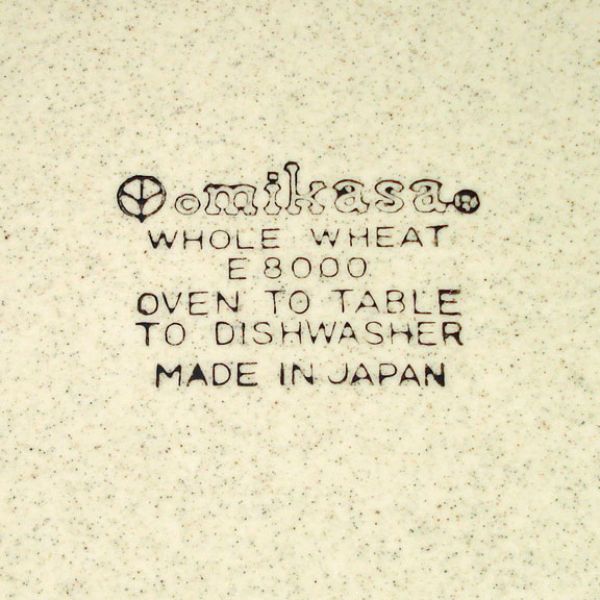 © mikasa ®
WHOLE WHEAT
E 8000
OVEN TO TABLE
TO DISHWASHER
MADE IN JAPAN